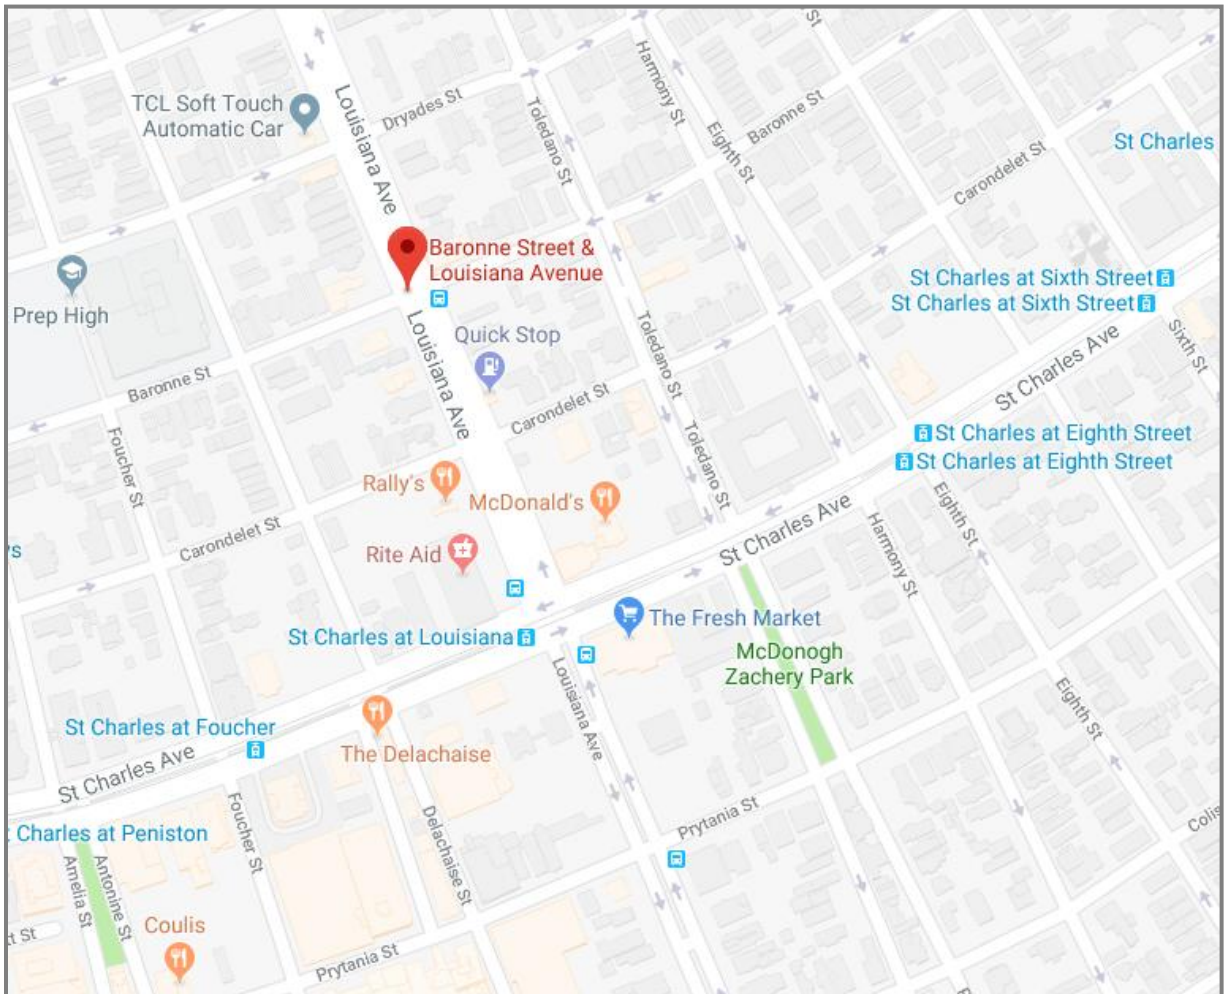 St
Harmony St
Louisiana Ave
Dryades St
TCL Soft Touch
Automatic Car
Toledano St
Baronne St
Eighth St
St Charles
Carondelet St
Baronne Street &
Louisiana Avenue
St Charles at Sixth Street
St Charles at Sixth Street
Prep High
Louisiana Ave
Quick Stop
Toledano St
Sixth St
St Charles Ave
Baronne St
Carondelet St
Foucher St
Toledano St
St Charles at Eighth Street
St Charles at Eighth Street
Rally's
McDonald's
Eighth St
Carondelet St
St Charles Ave
Harmony St
Rite Aid
The Fresh Market
St Charles at Louisiana
McDonogh
Zachery Park
Louisiana Ave
Eighth St
St Charles at Foucher
The Delachaise
St Charles Ave
Prytania St
Foucher St
Delachaise St
Charles at Peniston
Amelia St
Antonine St
Coulis
Prytania St